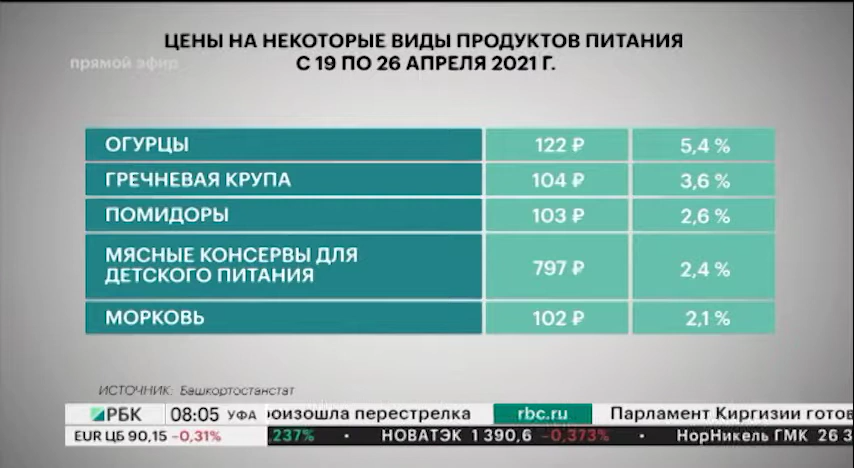 ЦЕНЫ НА НЕКОТОРЫЕ ВИДЫ ПРОДУКТОВ ПИТАНИЯ
прямой эфир
С 19 ПО 26 АПРЕЛЯ 2021 Г.
ОГУРЦЫ 122 ₽ 5,4 %
ГРЕЧНЕВАЯ КРУПА 104 ₽ 3,6 %
ПОМИДОРЫ 103 ₽ 2,6 %
МЯСНЫЕ КОНСЕРВЫ ДЛЯ
ДЕТСКОГО ПИТАНИЯ 797 ₽ 2,4 %
МОРКОВЬ 102 ₽ 2,1 %
ИСТОЧНИК: Башкортостанстат
РБК 08:05 УФА роизошла перестрелка rbc.ru Парламент Киргизии готов
EUR ЦБ 90,15 -0,31% ,237% • НОВАТЭК 1 390,6 -0,373% • НорНикель ГМК 26 3